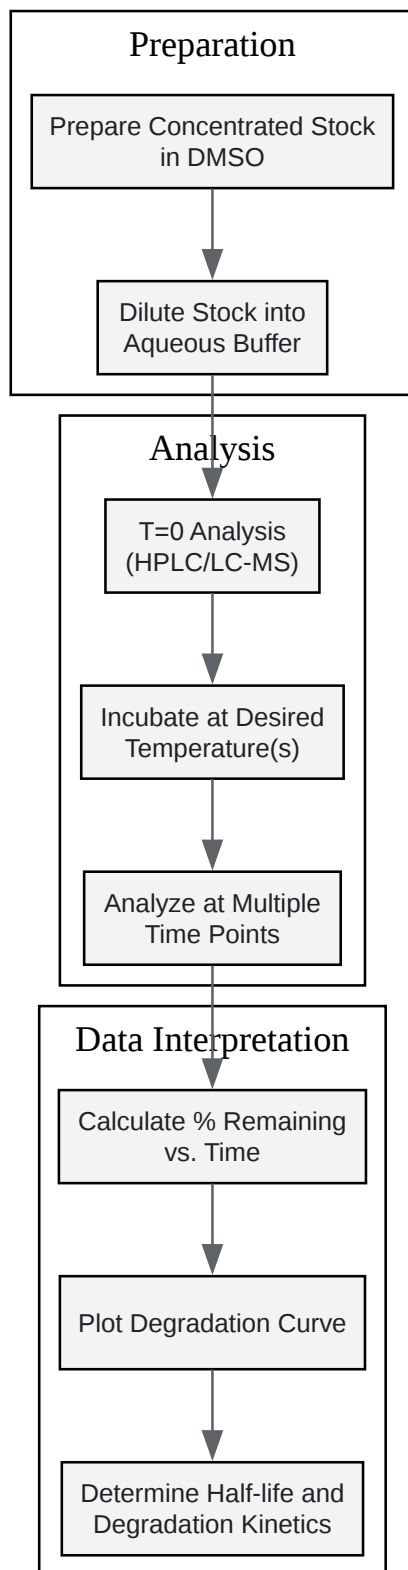 Preparation
Prepare Concentrated Stock
in DMSO
Dilute Stock into
Aqueous Buffer
Analysis
T=0 Analysis
(HPLC/LC-MS)
Incubate at Desired
Temperature(s)
Analyze at Multiple
Time Points
Data Interpretation
Calculate % Remaining
vs. Time
Plot Degradation Curve
Determine Half-life and
Degradation Kinetics